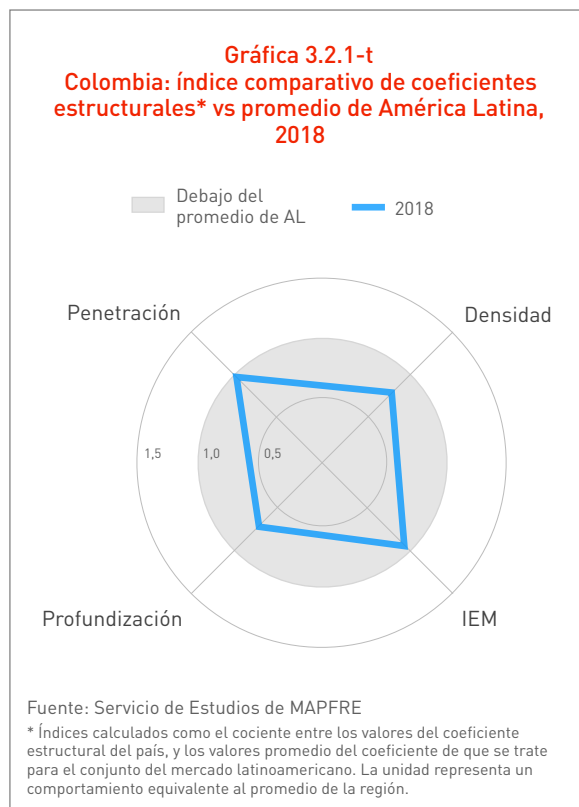 Gráfica 3.2.1-t
Colombia: índice comparativo de coeficientes
estructurales* vs promedio de América Latina,
2018
Debajo del
promedio de AL
2018
Penetración
Densidad
1,5
1,0
0,5
Profundización
IEM
Fuente: Servicio de Estudios de MAPFRE
* Índices calculados como el cociente entre los valores del coeficiente
estructural del país, y los valores promedio del coeficiente de que se trate
para el conjunto del mercado latinoamericano. La unidad representa un
comportamiento equivalente al promedio de la región.